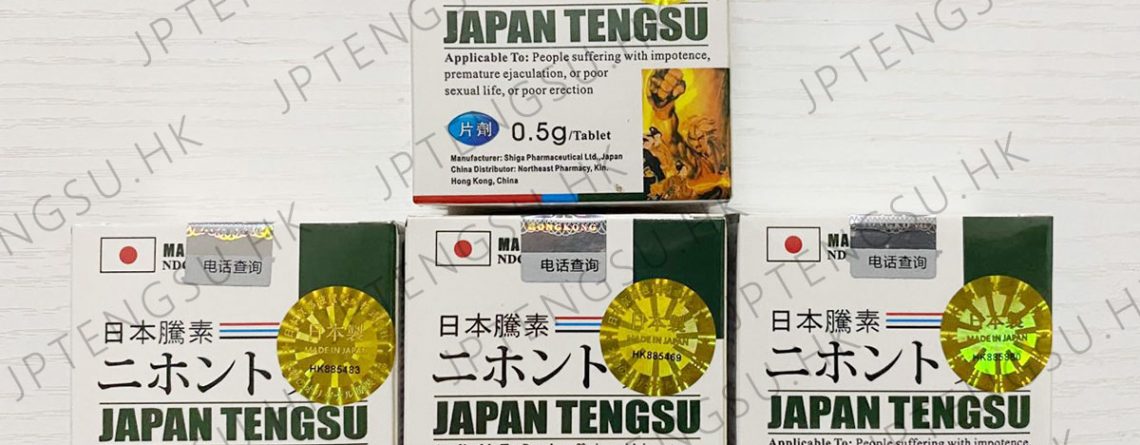 JAPAN TENGSU
Applicable To: People suffering with impotence,
premature ejaculation, or poor
sexual life, or poor erection
片劑 0.5g/Tablet
Manufacturer: Shiga Pharmaceutical Ltd.,Japan
China Distributor: Northeast Pharmacy, Kln.
Hong Kong, China
电话查询
日本騰素
日本製
MADE IN JAPAN
HK885483
ニホント
JAPAN TENGSU
HONGKONG
电话查询
日本騰素
日本製
MADE IN JAPAN
HK885469
ニホント
JAPAN TENGSU
电话查询
日本騰素
日本製
MADE IN JAPAN
ニホント
JAPAN TENGSU
Applicable To: People suffering with impotence
JPTENGSU.HK